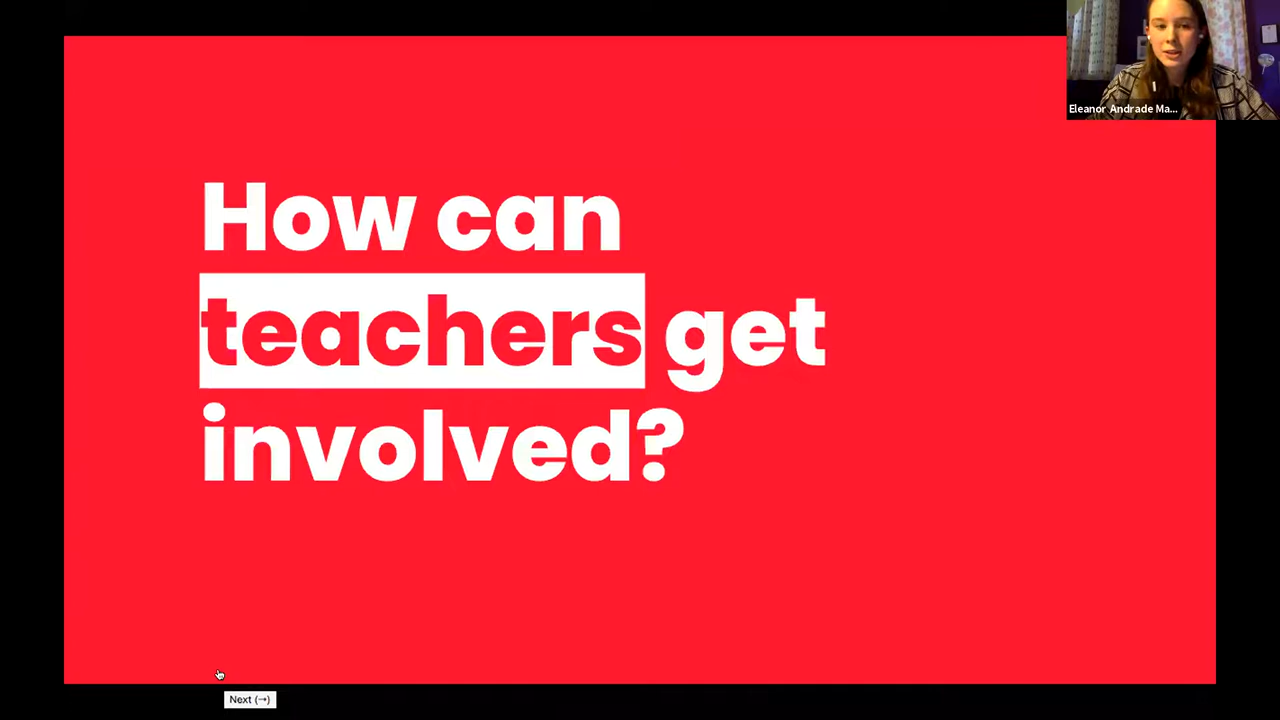 Eleanor Andrade Ma...
How can
teachers get
involved?
Next (→)